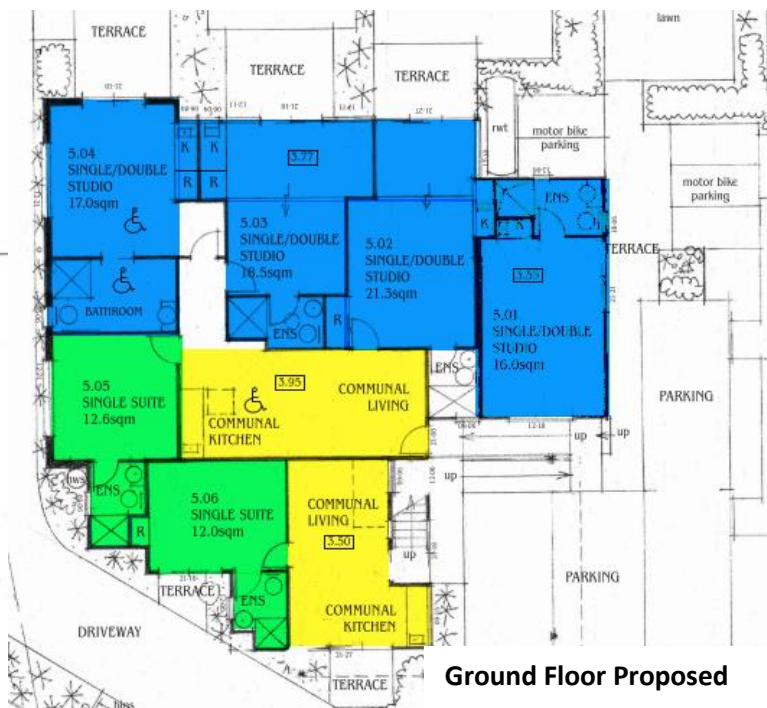 lawn
TERRACE
TERRACE
TERRACE
rwt
motor bike
parking
motor bike
parking
K
K
R
R
3.77
5.04
SINGLE/DOUBLE
STUDIO
17.0sqm
5.03
SINGLE/DOUBLE
STUDIO
5.02
SINGLE/DOUBLE
STUDIO
21.3sqm
K
ENS
TERRACE
5.01
SINGLE/DOUBLE
STUDIO
16.0sqm
BATHROOM
ENS
R
ENS
PARKING
5.05
SINGLE SUITE
12.6sqm
3.95
COMMUNAL
LIVING
COMMUNAL
KITCHEN
up
up
up
ENS
R
5.06
SINGLE SUITE
12.0sqm
COMMUNAL
LIVING
3.50
up
PARKING
TERRACE
ENS
COMMUNAL
KITCHEN
DRIVEWAY
TERRACE
Ground Floor Proposed